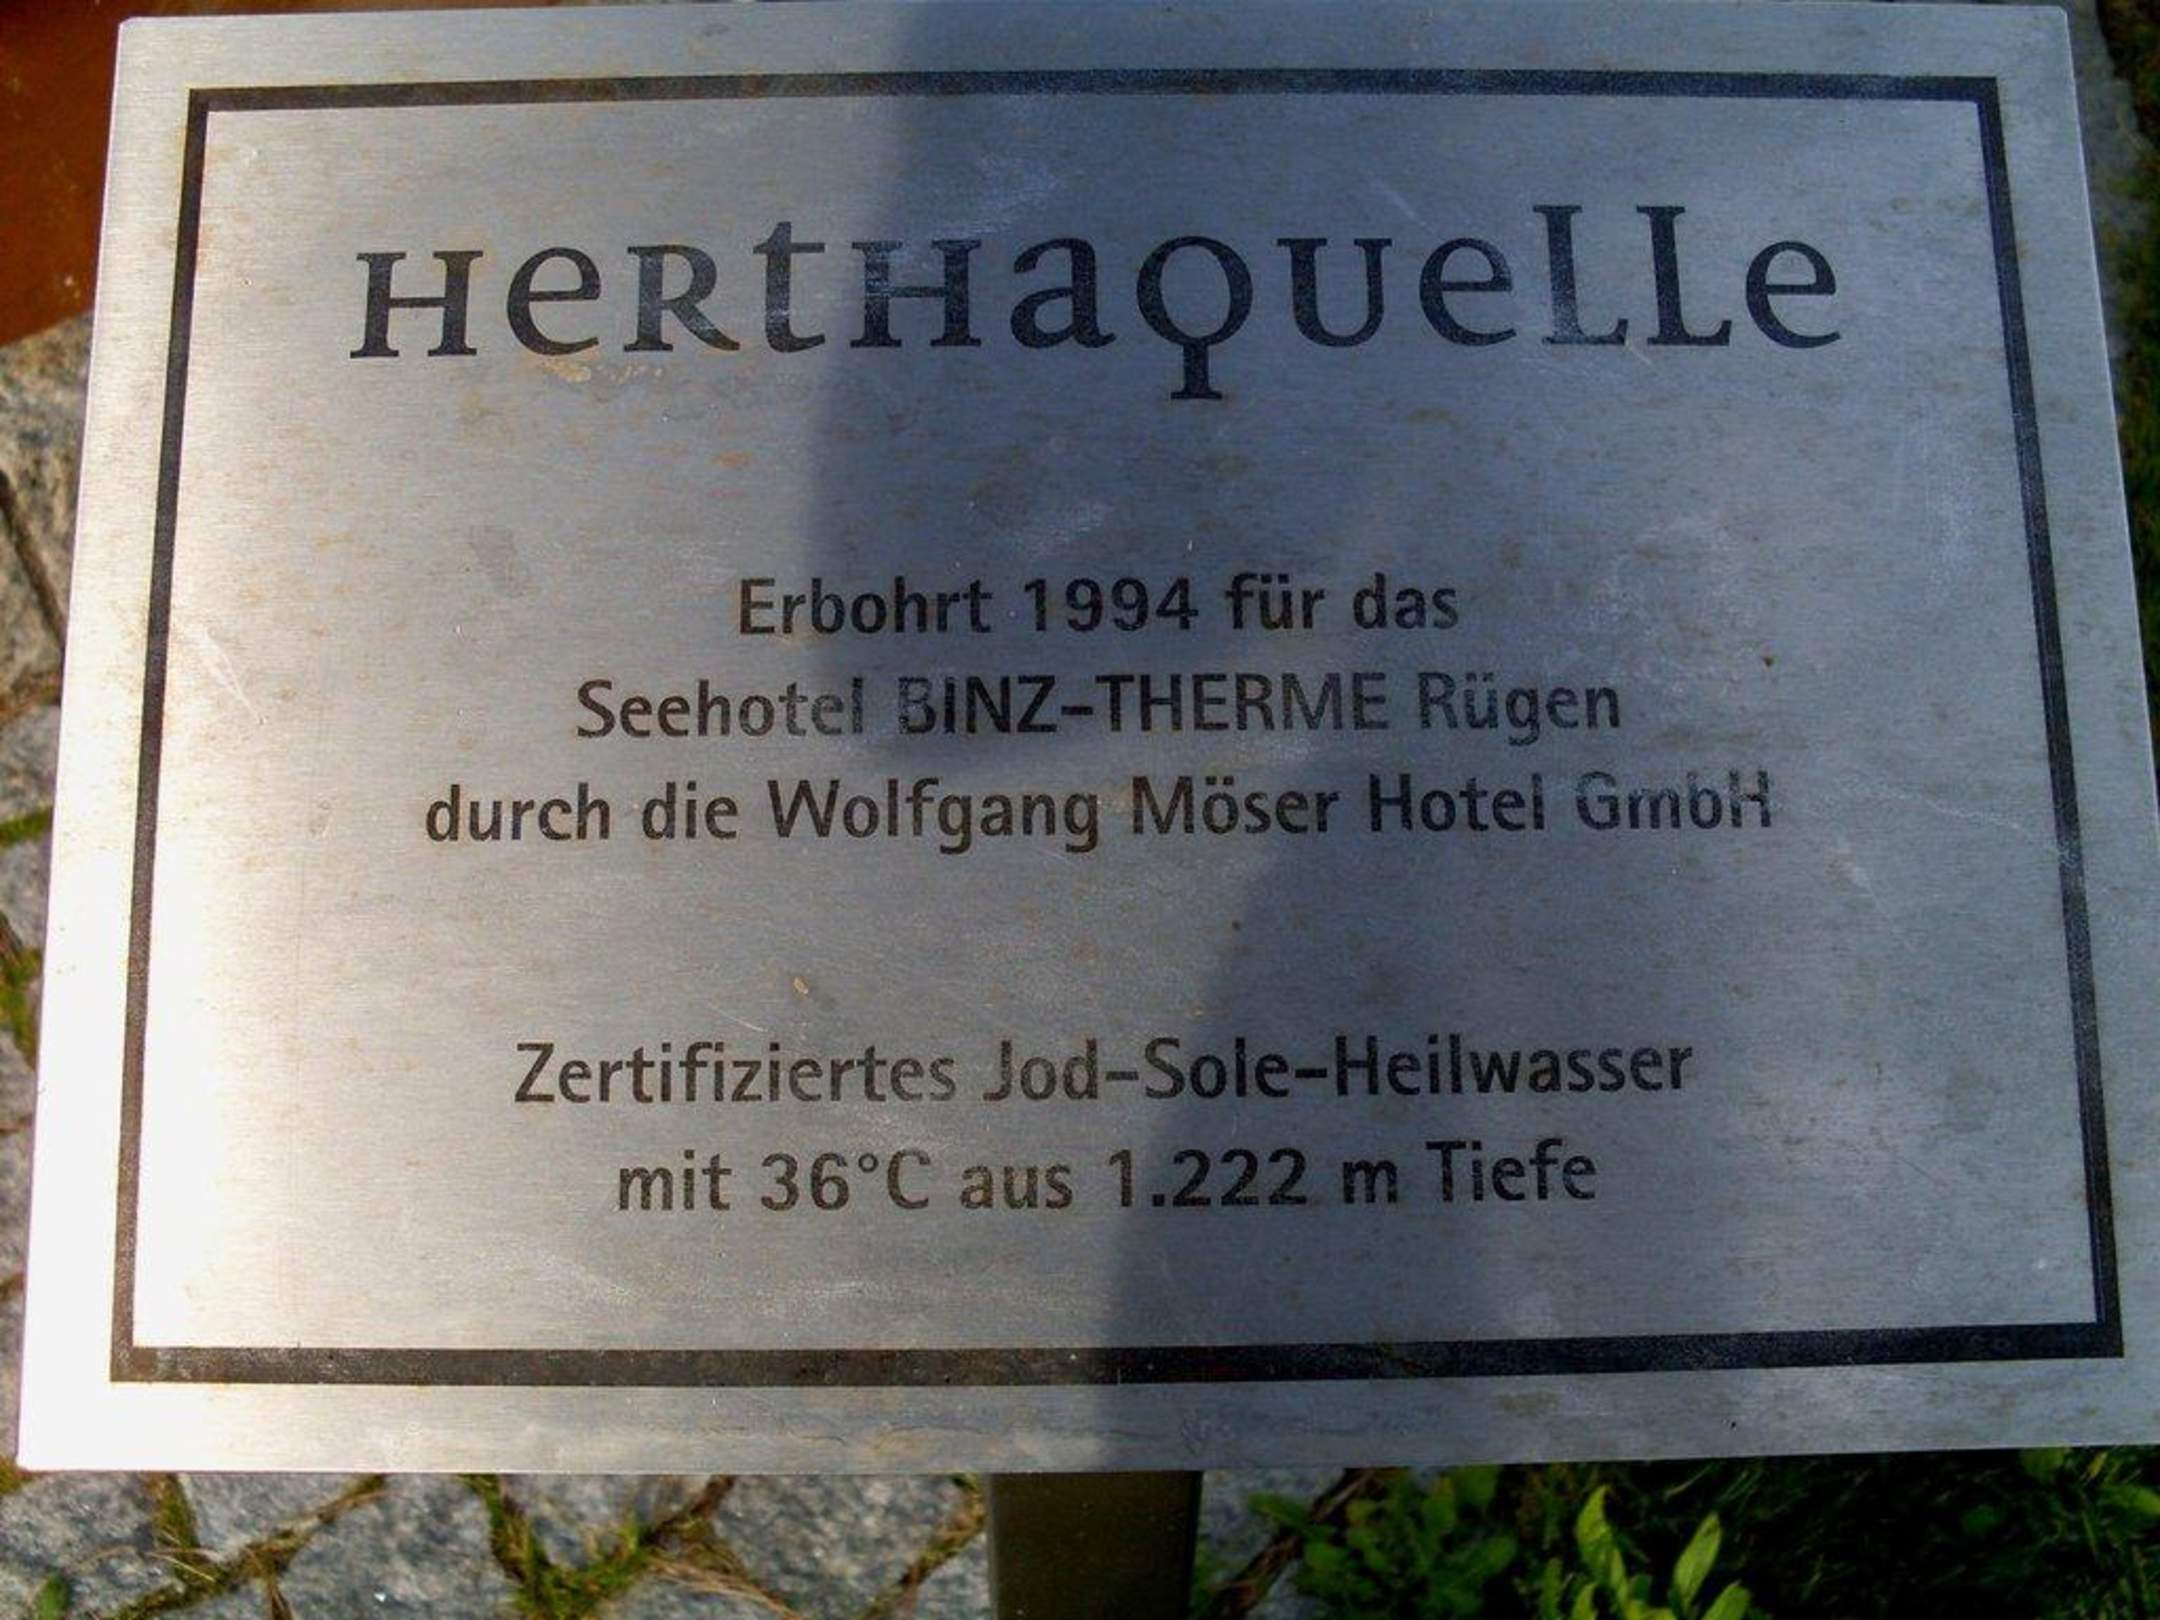 HeRtHaQueLLe
Erbohrt 1994 für das
Seehotel BINZ-THERME Rügen
durch die Wolfgang Möser Hotel GmbH
Zertifiziertes Jod-Sole-Heilwasser
mit 36°C aus 1.222 m Tiefe